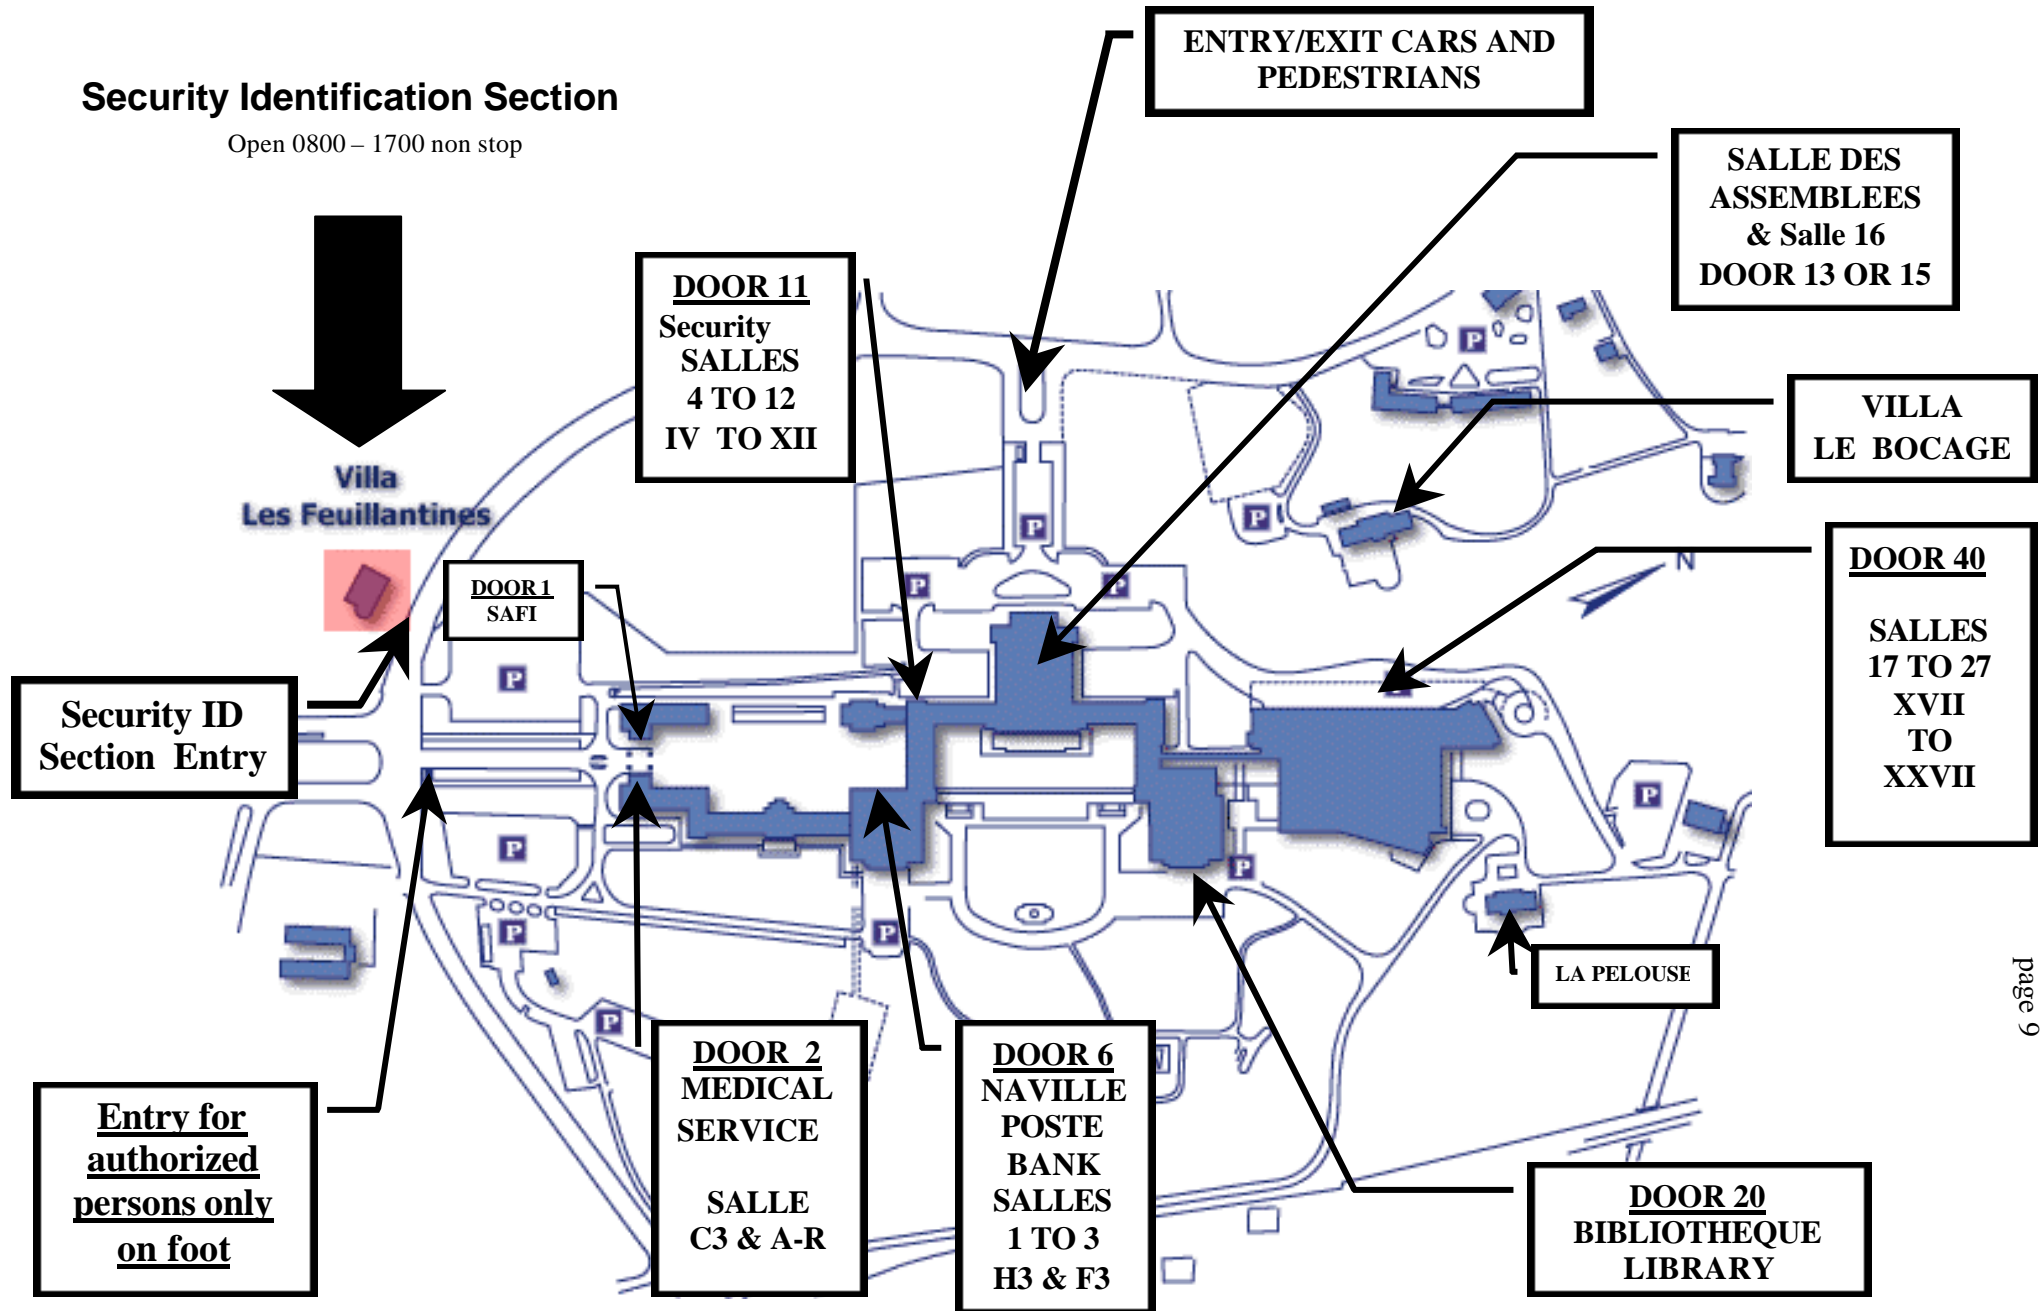 ENTRY/EXIT CARS AND
PEDESTRIANS
Security Identification Section
Open 0800 – 1700 non stop
SALLE DES
ASSEMBLEES
& Salle 16
DOOR 13 OR 15
DOOR 11
Security
SALLES
4 TO 12
IV TO XII
VILLA
LE BOCAGE
Villa
Les Feuillantines
DOOR 1
SAFI
DOOR 40
SALLES
17 TO 27
XVII
TO
XXVII
N
P
P
P
P
P
P
P
P
P
P
P
P
Security ID
Section Entry
LA PELOUSE
page 9
Entry for
authorized
persons only
on foot
DOOR 2
MEDICAL
SERVICE
SALLE
C3 & A-R
DOOR 6
NAVILLE
POSTE
BANK
SALLES
1 TO 3
H3 & F3
DOOR 20
BIBLIOTHEQUE
LIBRARY